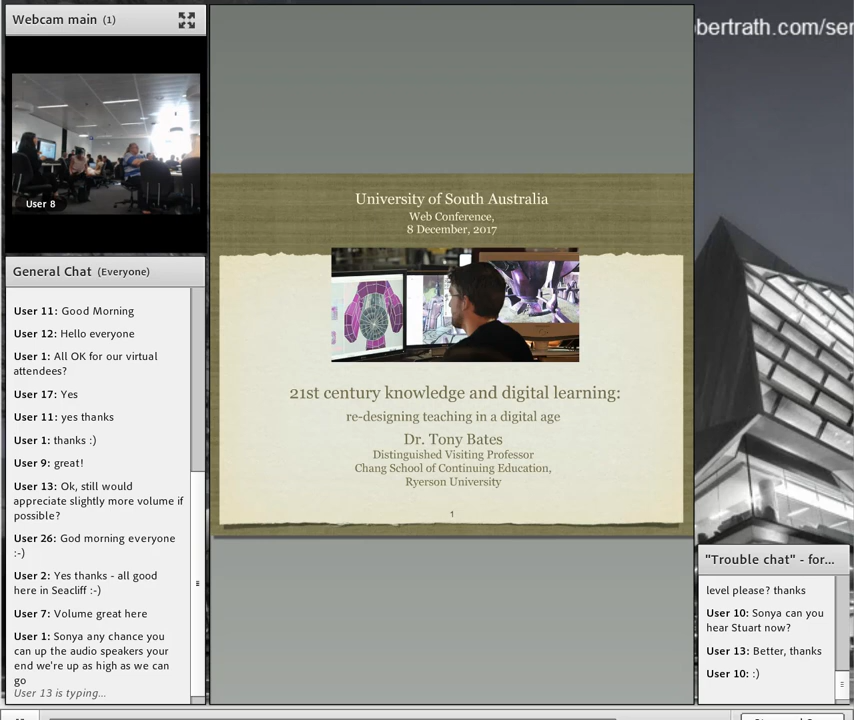 Webcam main (1)
User 8
General Chat (Everyone)
User 11: Good Morning
User 12: Hello everyone
User 1: All OK for our virtual
attendees?
User 17: Yes
User 11: yes thanks
User 1: thanks :)
User 9: great!
User 13: Ok, still would
appreciate slightly more volume if
possible?
User 26: God morning everyone
:-)
User 2: Yes thanks - all good
here in Seacliff :-)
User 7: Volume great here
User 1: Sonya any chance you
can up the audio speakers your
end we're up as high as we can
go
User 13 is typing...
University of South Australia
Web Conference,
8 December, 2017
21st century knowledge and digital learning:
re-designing teaching in a digital age
Dr. Tony Bates
Distinguished Visiting Professor
Chang School of Continuing Education,
Ryerson University
1
bertrath.com/ser
"Trouble chat" - for...
level please? thanks
User 10: Sonya can you
hear Stuart now?
User 13: Better, thanks
User 10: :)